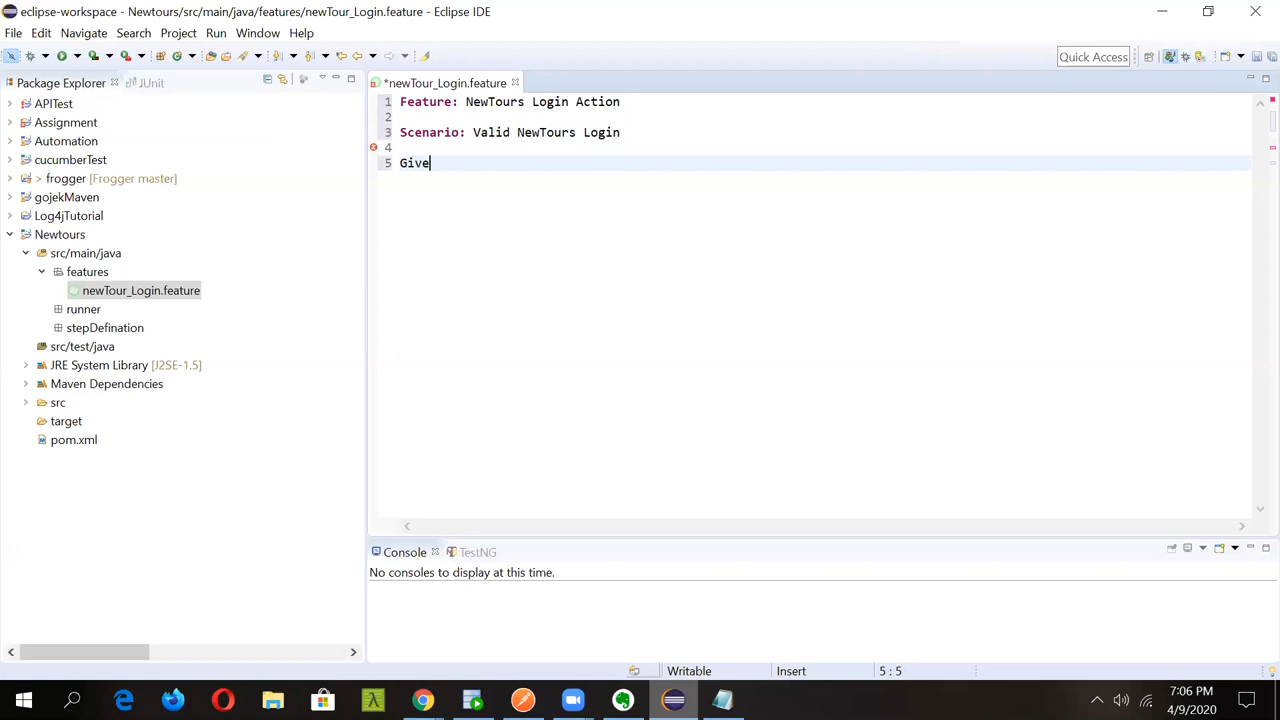 eclipse-workspace - Newtours/src/main/java/features/newTour_Login.feature - Eclipse IDE
File Edit Navigate Search Project Run Window Help
Quick Access
Package Explorer JUnit
*newTour_Login.feature
APITest
Assignment
Automation
cucumberTest
> frogger [Frogger master]
gojekMaven
Log4jTutorial
Newtours
src/main/java
features
newTour_Login.feature
runner
stepDefination
src/test/java
JRE System Library [J2SE-1.5]
Maven Dependencies
src
target
pom.xml
1 Feature: NewTours Login Action
2
3 Scenario: Valid NewTours Login
4
5 Give
Console TestNG
No consoles to display at this time.
Writable Insert 5 : 5
7:06 PM
4/9/2020